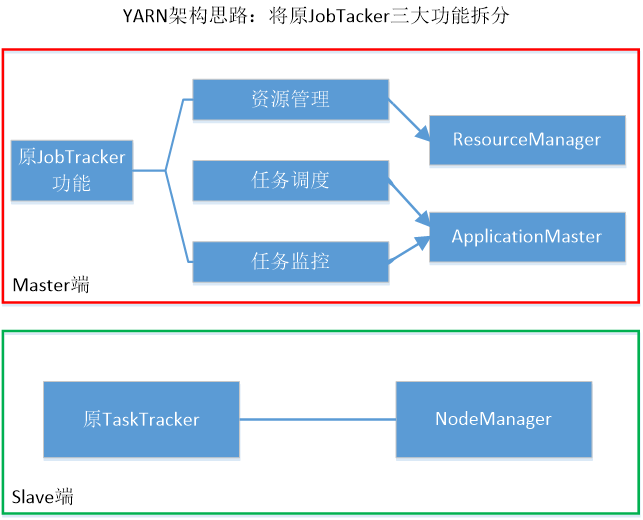 YARN架构思路：将原JobTacker三大功能拆分
资源管理
原JobTracker
功能
ResourceManager
任务调度
ApplicationMaster
任务监控
Master端
原TaskTracker
NodeManager
Slave端